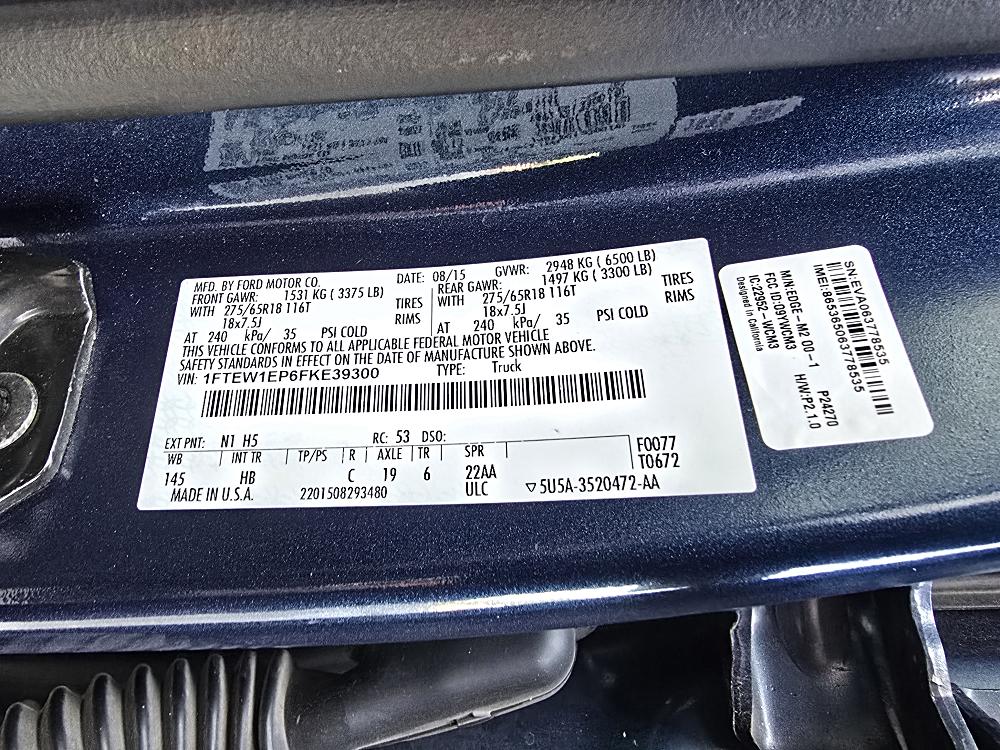 MFD. BY FORD MOTOR CO.
DATE: 08/15
GVWR: 2948 KG ( 6500 LB)
FRONT GAWR: 1531 KG ( 3375 LB)
REAR GAWR: 1497 KG ( 3300 LB)
WITH 275/65R18 116T TIRES
WITH 275/65R18 116T TIRES
18x7.5J RIMS
18x7.5J RIMS
AT 240 kPa/ 35 PSI COLD
AT 240 kPa/ 35 PSI COLD
THIS VEHICLE CONFORMS TO ALL APPLICABLE FEDERAL MOTOR VEHICLE
SAFETY STANDARDS IN EFFECT ON THE DATE OF MANUFACTURE SHOWN ABOVE.
VIN: 1FTEW1EP6FKE39300
TYPE: Truck
EXT PNT: N1 H5 RC: 53 DSO:
WB INT TR TP/PS R AXLE TR SPR
F0077
145 HB C 19 6 22AA
T0672
MADE IN U.S.A. 2201508293480 ULC ▽5U5A-3520472-AA
SN:EVA063778535
IMEI:865365063778535
M/N:EDGE-M2 00-1 P24270
FCC ID:O9YWCM3 H/W:P2.1.0
IC:22952-WCM3
Designed in California